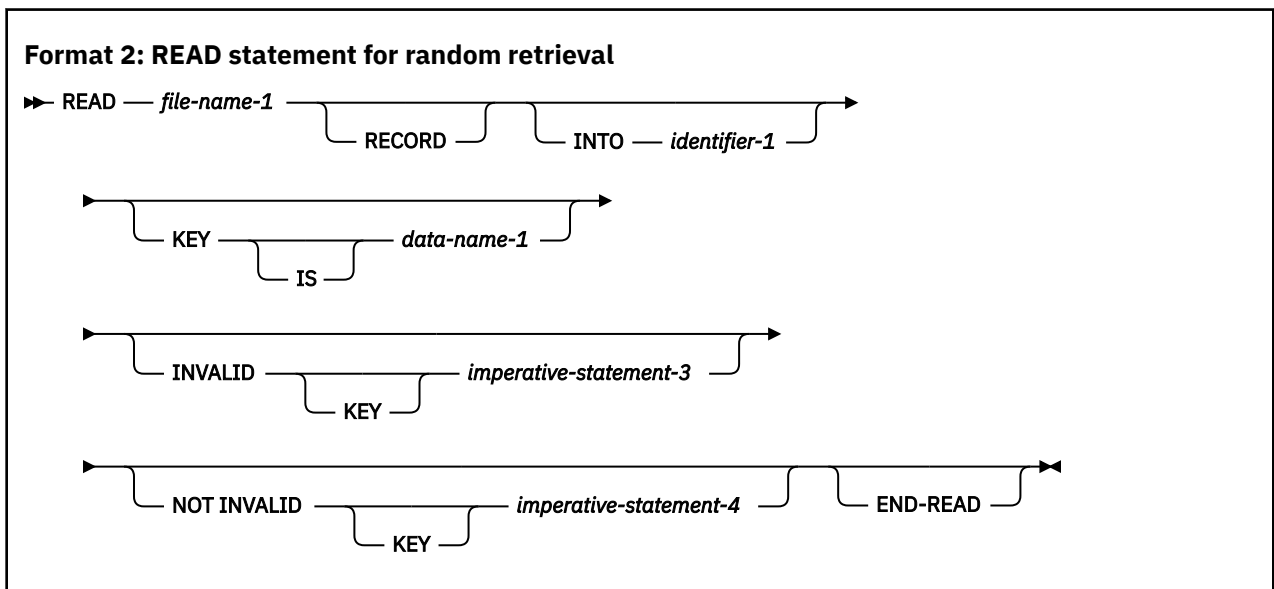 Format 2: READ statement for random retrieval
READ file-name-1
RECORD INTO identifier-1
KEY data-name-1
IS
INVALID imperative-statement-3
KEY
NOT INVALID imperative-statement-4 END-READ
KEY